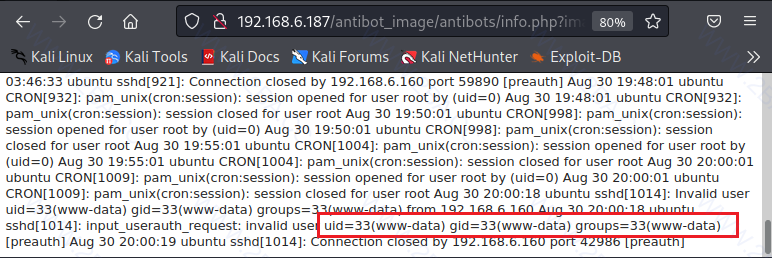 192.168.6.187/antibot_image/antibots/info.php?im
80%
Kali Linux Kali Tools Kali Docs Kali Forums Kali NetHunter Exploit-DB
03:46:33 ubuntu sshd[921]: Connection closed by 192.168.6.160 port 59890 [preauth] Aug 30 19:48:01 ubuntu
CRON[932]: pam_unix(cron:session): session opened for user root by (uid=0) Aug 30 19:48:01 ubuntu CRON[932]:
pam_unix(cron:session): session closed for user root Aug 30 19:50:01 ubuntu CRON[998]: pam_unix(cron:session):
session opened for user root by (uid=0) Aug 30 19:50:01 ubuntu CRON[998]: pam_unix(cron:session): session
closed for user root Aug 30 19:55:01 ubuntu CRON[1004]: pam_unix(cron:session): session opened for user root by
(uid=0) Aug 30 19:55:01 ubuntu CRON[1004]: pam_unix(cron:session): session closed for user root Aug 30 20:00:01
ubuntu CRON[1009]: pam_unix(cron:session): session opened for user root by (uid=0) Aug 30 20:00:01 ubuntu
CRON[1009]: pam_unix(cron:session): session closed for user root Aug 30 20:00:18 ubuntu sshd[1014]: Invalid user
uid=33(www-data) gid=33(www-data) groups=33(www-data) from 192.168.6.160 Aug 30 20:00:18 ubuntu
sshd[1014]: input_userauth_request: invalid user uid=33(www-data) gid=33(www-data) groups=33(www-data)
[preauth] Aug 30 20:00:19 ubuntu sshd[1014]: Connection closed by 192.168.6.160 port 42986 [preauth]